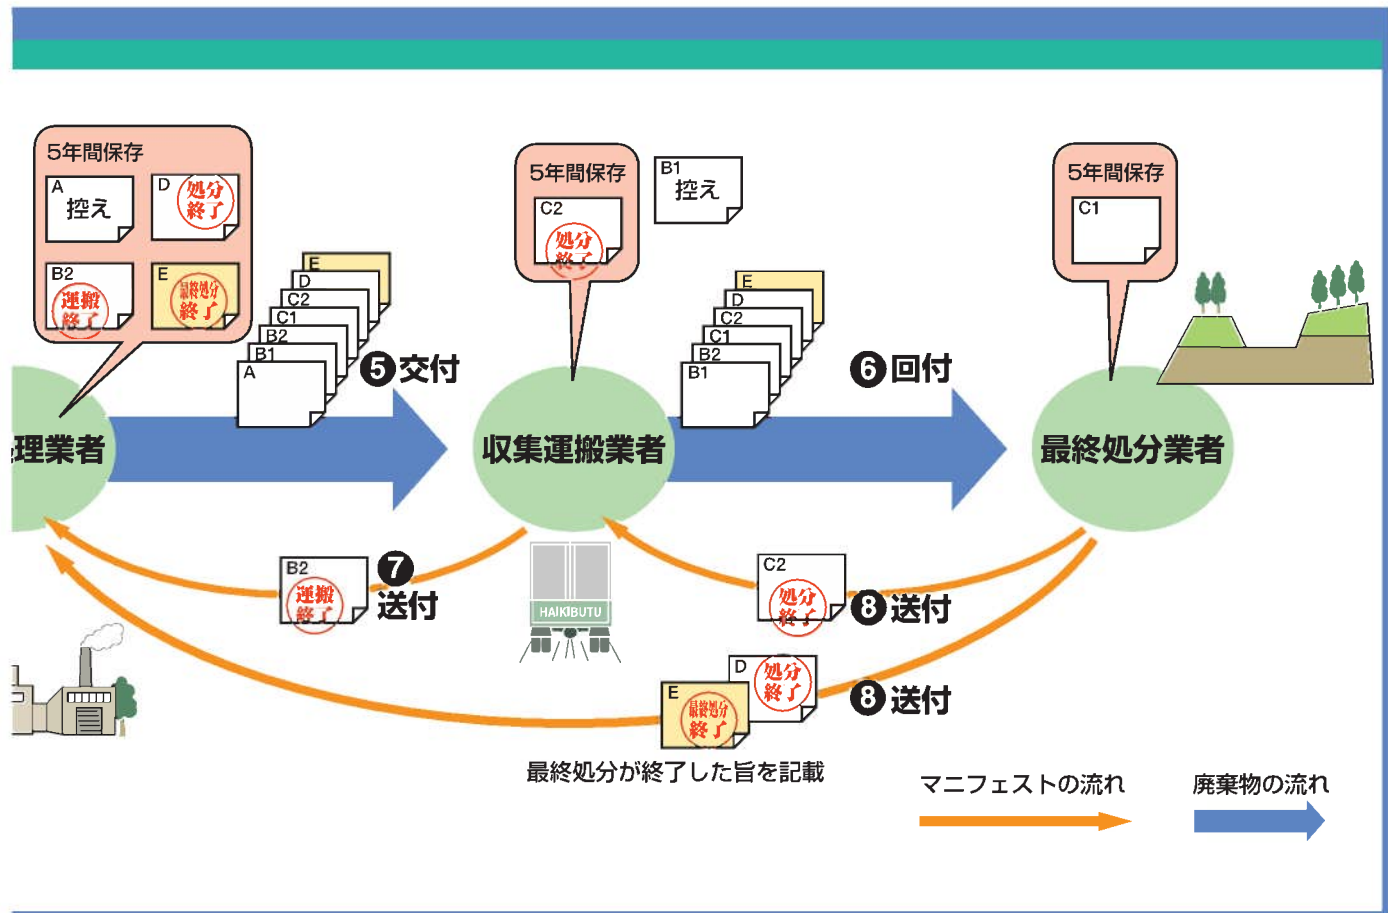 5年間保存
A
控え
D
処分
終了
B2
運搬
終了
E
最終処分
終了
E
D
C2
C1
B2
B1
A
❺交付
5年間保存
C2
処分
終了
B1
控え
E
D
C2
C1
B2
B1
❻回付
5年間保存
C1
理業者
収集運搬業者
最終処分業者
B2
運搬
終了
❼
送付
HAIKIBUTU
C2
処分
終了
❽送付
D
処分
終了
E
最終処分
終了
❽送付
最終処分が終了した旨を記載
マニフェストの流れ
廃棄物の流れ